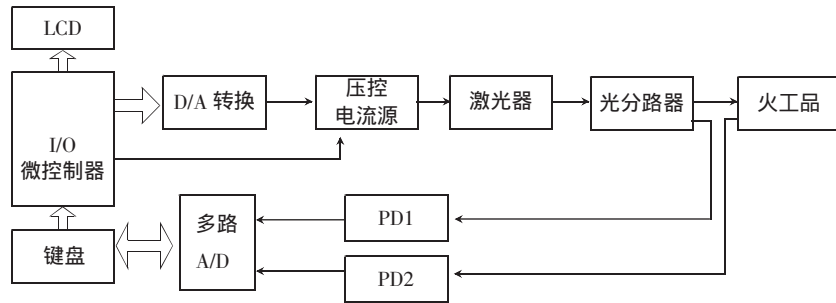 LCD
I/O
微控制器
D/A 转换
压控
电流源
激光器
光分路器
火工品
键盘
多路
A/D
PD1
PD2